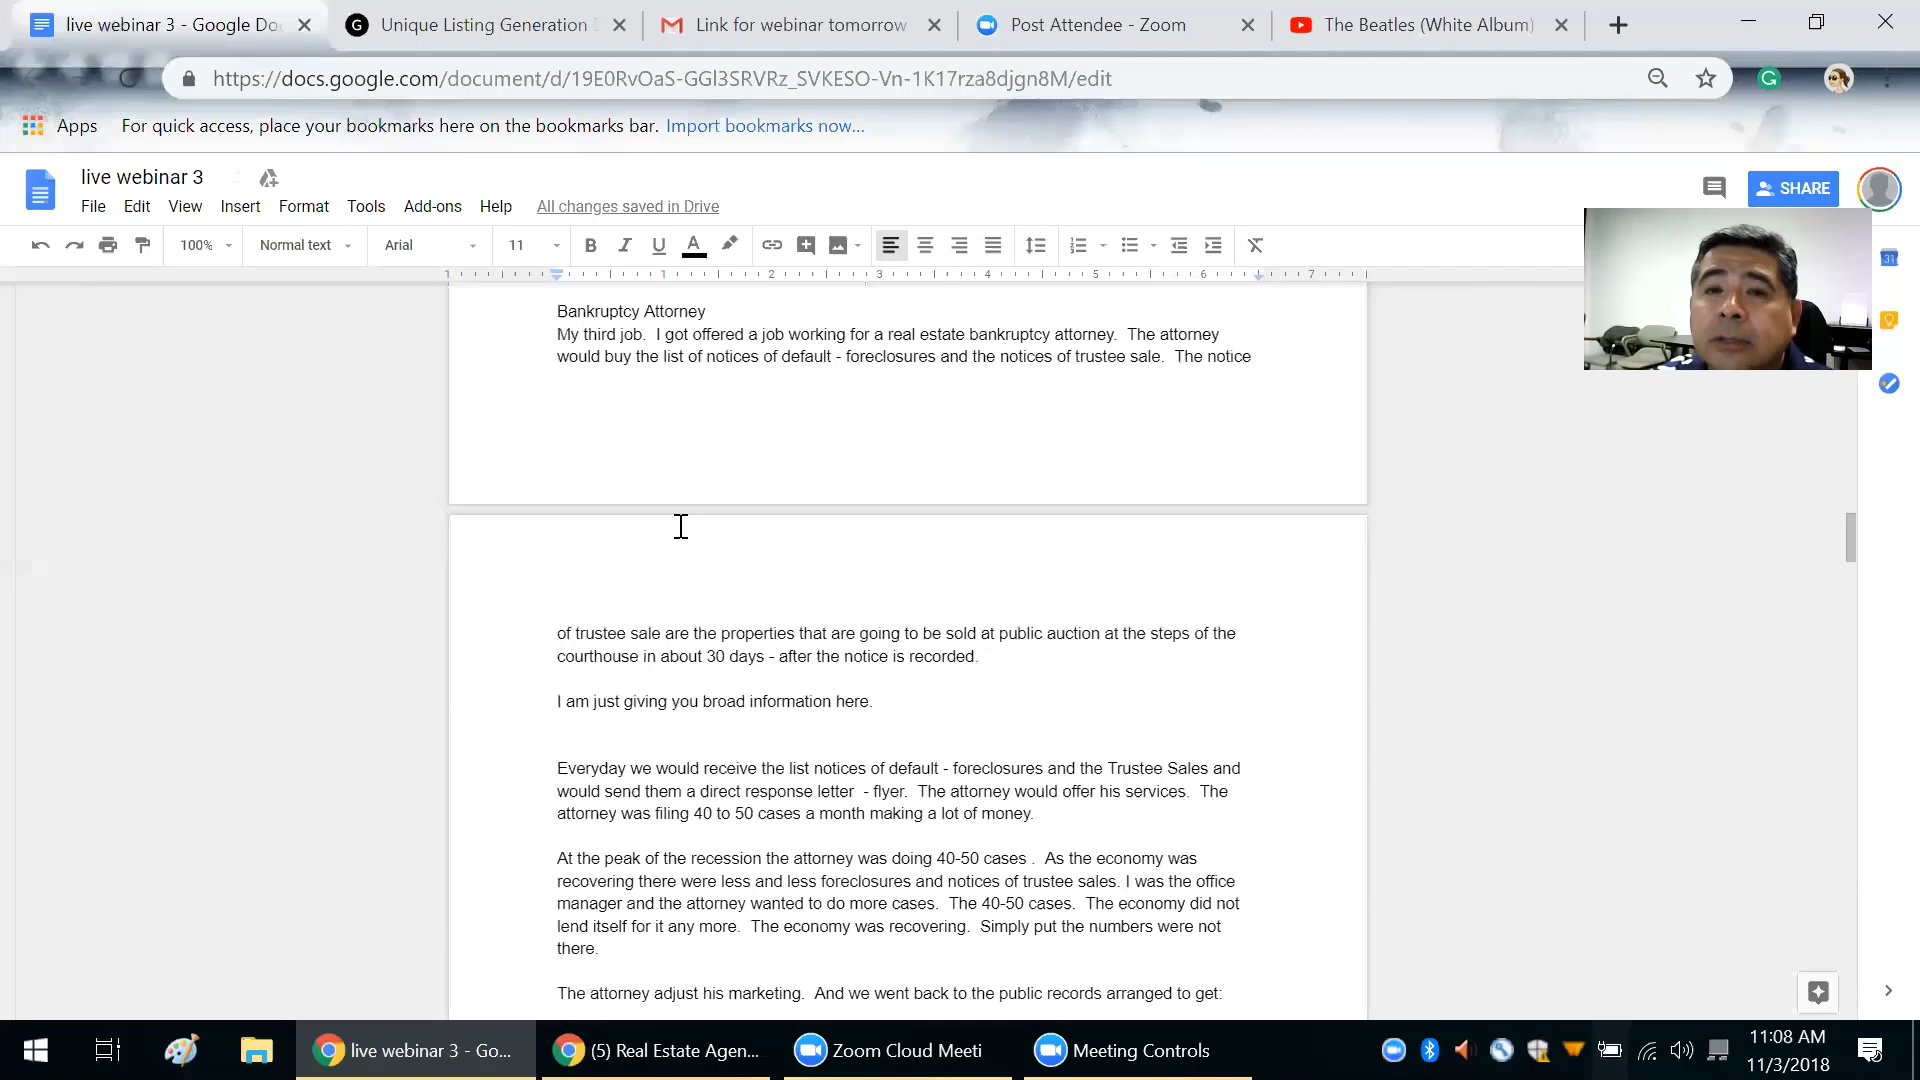 live webinar 3 - Google Do
Unique Listing Generation
Link for webinar tomorrow
Post Attendee - Zoom
The Beatles (White Album)
https://docs.google.com/document/d/19E0RvOaS-GGl3SRVRz_SVKESO-Vn-1K17rza8djgn8M/edit
Apps For quick access, place your bookmarks here on the bookmarks bar. Import bookmarks now...
live webinar 3
SHARE
File Edit View Insert Format Tools Add-ons Help All changes saved in Drive
100% Normal text Arial 11 B I U A
1 1 2 3 4 5 6 7
31
Bankruptcy Attorney
My third job.  I got offered a job working for a real estate bankruptcy attorney.  The attorney
would buy the list of notices of default - foreclosures and the notices of trustee sale.  The notice
of trustee sale are the properties that are going to be sold at public auction at the steps of the
courthouse in about 30 days - after the notice is recorded.
I am just giving you broad information here.
Everyday we would receive the list notices of default - foreclosures and the Trustee Sales and
would send them a direct response letter  - flyer.  The attorney would offer his services.  The
attorney was filing 40 to 50 cases a month making a lot of money.
At the peak of the recession the attorney was doing 40-50 cases .  As the economy was
recovering there were less and less foreclosures and notices of trustee sales. I was the office
manager and the attorney wanted to do more cases.  The 40-50 cases.  The economy did not
lend itself for it any more.  The economy was recovering.  Simply put the numbers were not
there.
The attorney adjust his marketing.  And we went back to the public records arranged to get:
live webinar 3 - Go...
(5) Real Estate Agen...
Zoom Cloud Meeti
Meeting Controls
11:08 AM
11/3/2018